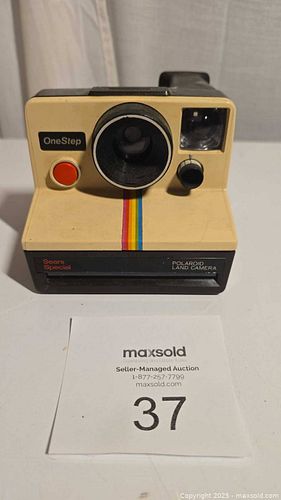 OneStep
Sears
Special
POLAROID
LAND CAMERA
maxsold
Seller-Managed Auction
1-877-257-7799
maxsold.com
37
Copyright 2025 - maxsold.com